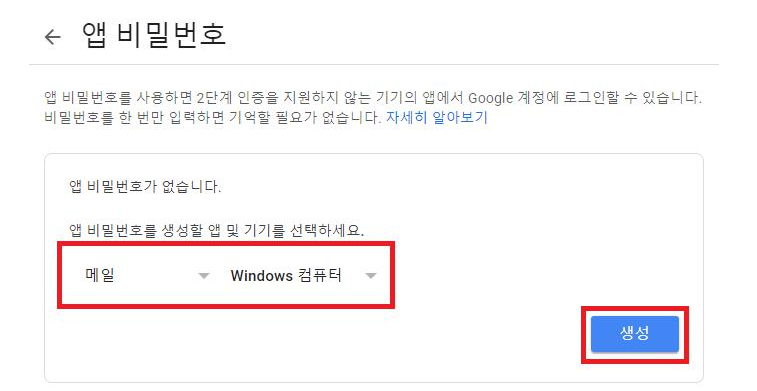 앱 비밀번호
앱 비밀번호를 사용하면 2단계 인증을 지원하지 않는 기기의 앱에서 Google 계정에 로그인할 수 있습니다.
비밀번호를 한 번만 입력하면 기억할 필요가 없습니다. 자세히 알아보기
앱 비밀번호가 없습니다.
앱 비밀번호를 생성할 앱 및 기기를 선택하세요.
메일 Windows 컴퓨터
생성